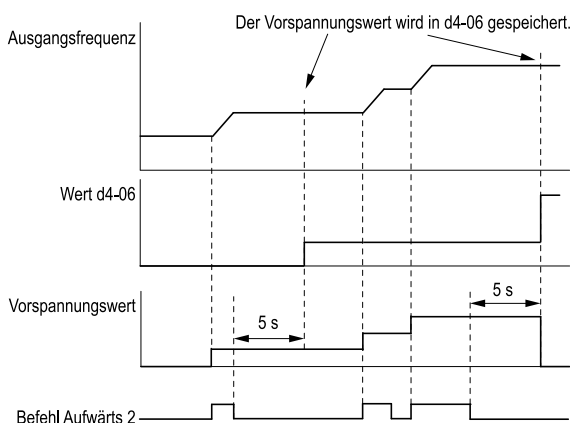 Der Vorspannungswert wird in d4-06 gespeichert.
Ausgangsfrequenz
Wert d4-06
Vorspannungswert
5 s
5 s
Befehl Aufwärts 2